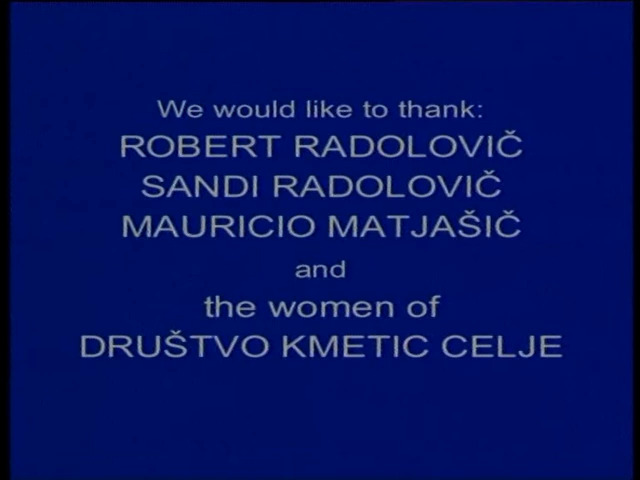 We would like to thank:
ROBERT RADOLOVIČ
SANDI RADOLOVIČ
MAURICIO MATJAŠIČ
and
the women of
DRUŠTVO KMETIC CELJE